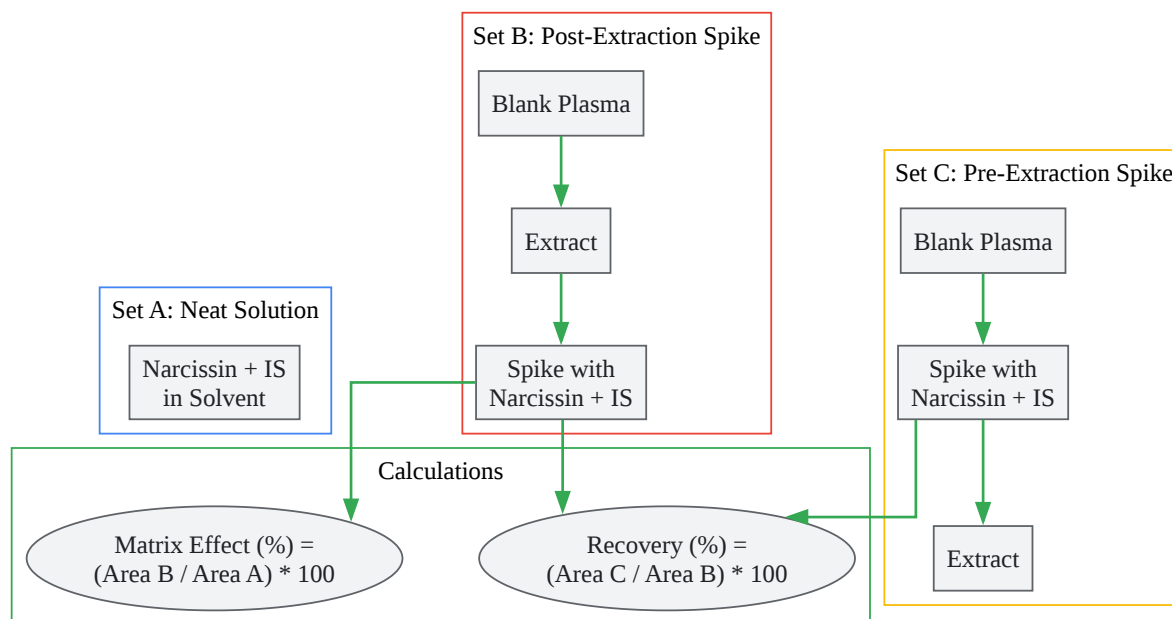 Set B: Post-Extraction Spike
Blank Plasma
Extract
Spike with
Narcissin + IS
Set A: Neat Solution
Narcissin + IS
in Solvent
Set C: Pre-Extraction Spike
Blank Plasma
Spike with
Narcissin + IS
Extract
Calculations
Matrix Effect (%) =
(Area B / Area A) * 100
Recovery (%) =
(Area C / Area B) * 100